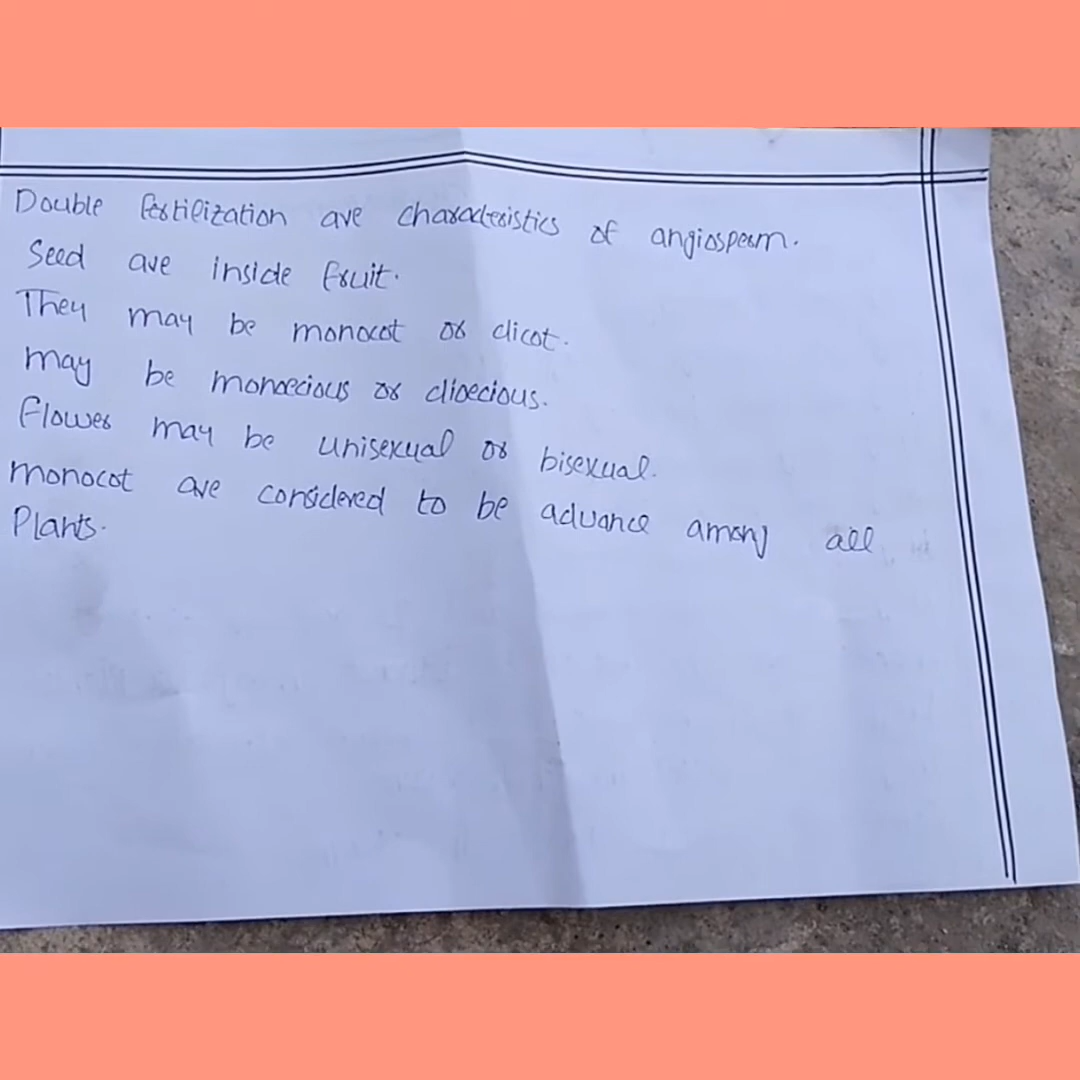 Double fertilization are characteristics of angiosperm.
Seed are inside fruit.
They may be monocot or dicot.
may be monoecious or dioecious.
flower may be unisexual or bisexual.
monocot are considered to be advance among all
Plants.